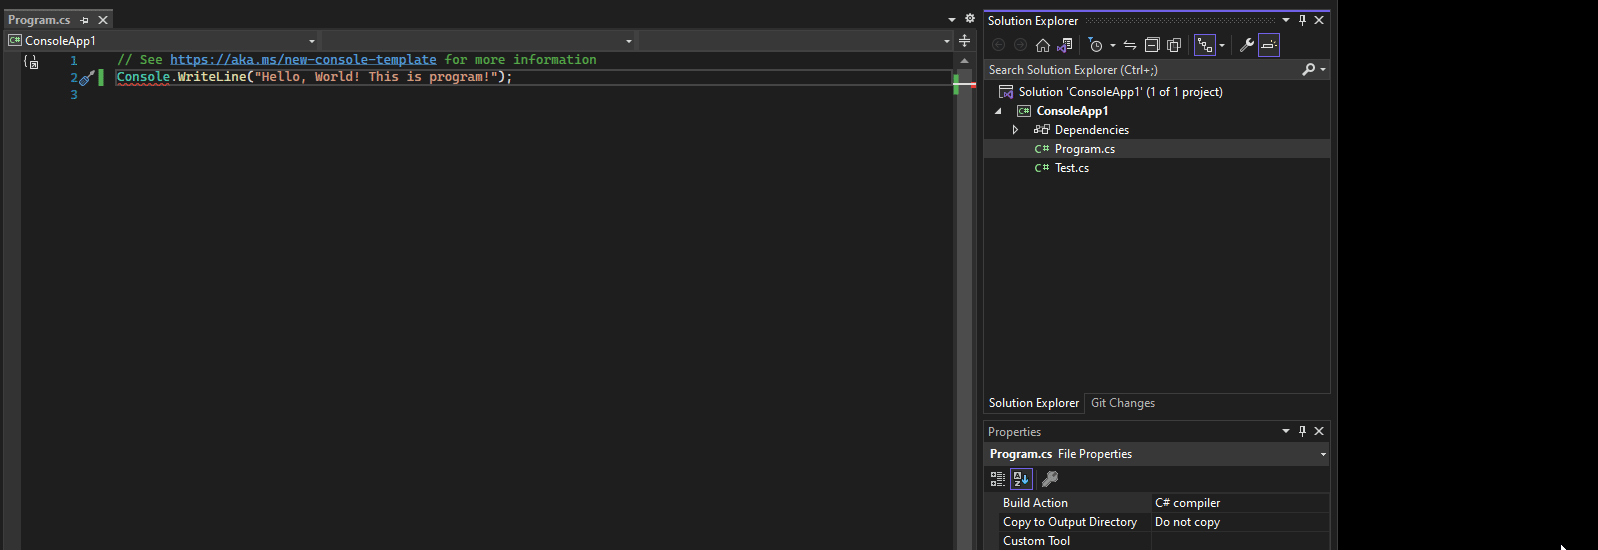 Program.cs
ConsoleApp1
1 // See https://aka.ms/new-console-template for more information
2 Console.WriteLine("Hello, World! This is program!");
3
Solution Explorer
Search Solution Explorer (Ctrl+;)
Solution 'ConsoleApp1' (1 of 1 project)
C# ConsoleApp1
Dependencies
C# Program.cs
C# Test.cs
Solution Explorer Git Changes
Properties
Program.cs File Properties
Build Action C# compiler
Copy to Output Directory Do not copy
Custom Tool